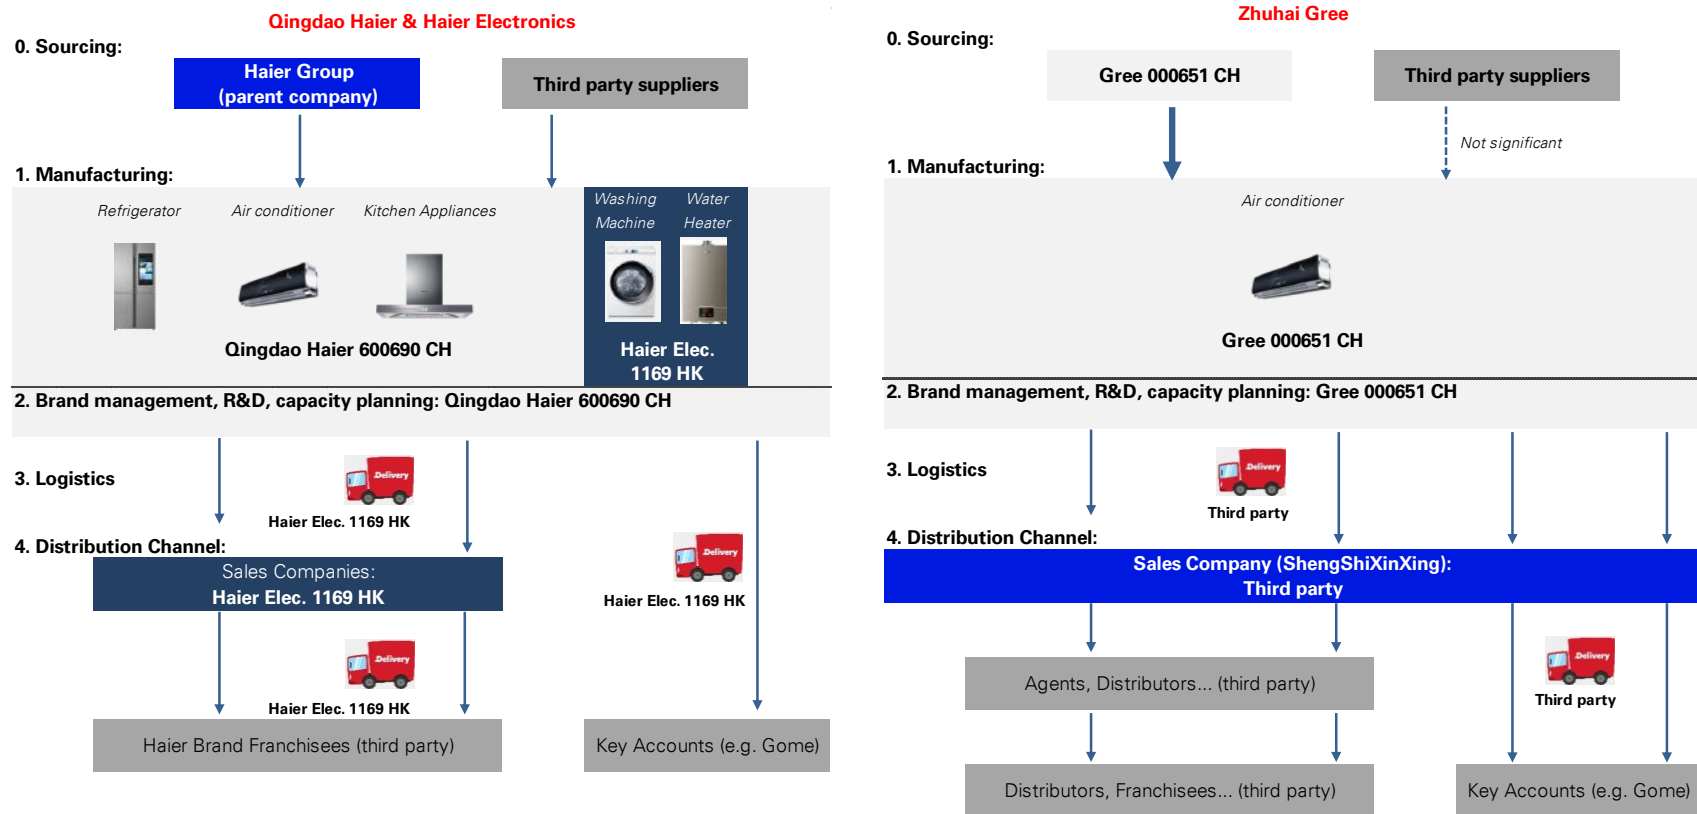 Qingdao Haier & Haier Electronics
0. Sourcing:
Haier Group
(parent company)
Third party suppliers
1. Manufacturing:
Refrigerator
Air conditioner
Kitchen Appliances
Washing
Machine
Water
Heater
Qingdao Haier 600690 CH
Haier Elec.
1169 HK
2. Brand management, R&D, capacity planning: Qingdao Haier 600690 CH
3. Logistics
Delivery
Haier Elec. 1169 HK
4. Distribution Channel:
Sales Companies:
Haier Elec. 1169 HK
Delivery
Haier Elec. 1169 HK
Delivery
Haier Elec. 1169 HK
Haier Brand Franchisees (third party)
Key Accounts (e.g. Gome)
Zhuhai Gree
0. Sourcing:
Gree 000651 CH
Third party suppliers
Not significant
1. Manufacturing:
Air conditioner
Gree 000651 CH
2. Brand management, R&D, capacity planning: Gree 000651 CH
3. Logistics
Delivery
Third party
4. Distribution Channel:
Sales Company (ShengShiXinXing):
Third party
Delivery
Third party
Agents, Distributors... (third party)
Distributors, Franchisees... (third party)
Key Accounts (e.g. Gome)